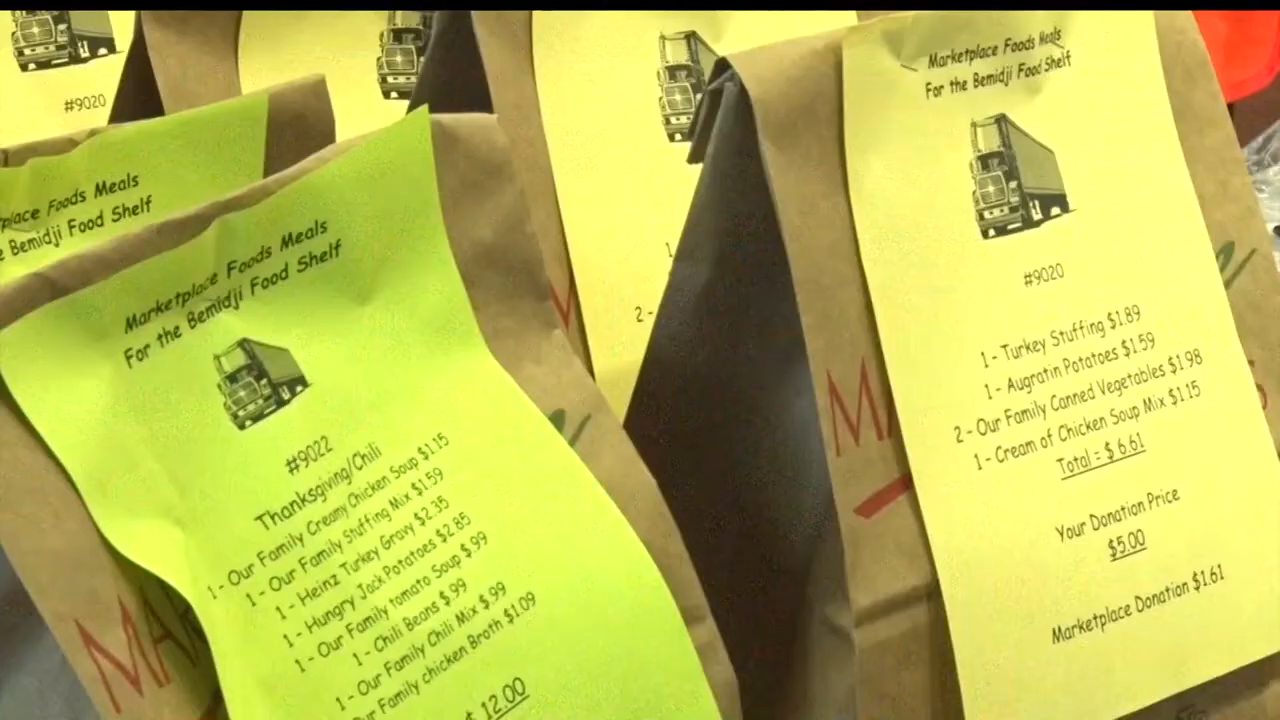 #9020
place Foods Meals
Bemidji Food Shelf
Marketplace Foods Meals
For the Bemidji Food Shelf
#9022
Thanksgiving/Chili
1 - Our Family Creamy Chicken Soup $1.15
1 - Our Family Stuffing Mix $1.59
1 - Heinz Turkey Gravy $2.35
1 - Hungry Jack Potatoes $2.85
1 - Our Family tomato Soup $.99
1 - Chili Beans $.99
1 - Our Family Chili Mix $.99
Our Family chicken Broth $1.09
12.00
MA
1
2 -
MA
Marketplace Foods Meals
For the Bemidji Food Shelf
#9020
1 - Turkey Stuffing $1.89
1 - Augratin Potatoes $1.59
2 - Our Family Canned Vegetables $1.98
1 - Cream of Chicken Soup Mix $1.15
Total = $ 6.61
Your Donation Price
$5.00
Marketplace Donation $1.61